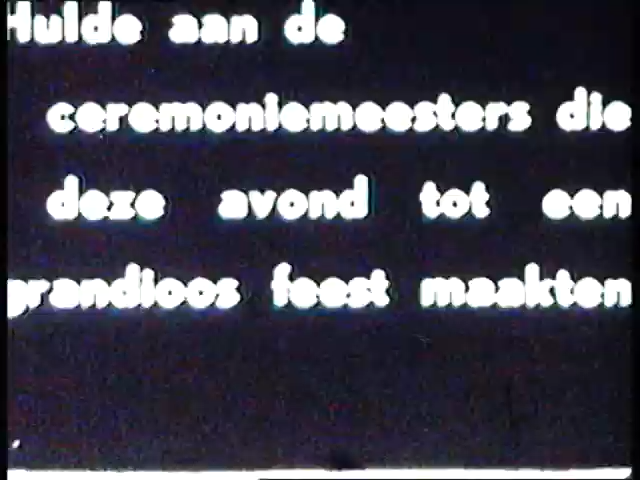 Hulde aan de
ceremoniemeesters die
deze avond tot een
grandioos feest maakten